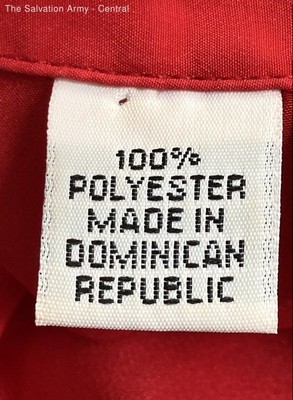 The Salvation Army - Central
100%
POLYESTER
MADE IN
DOMINICAN
REPUBLIC